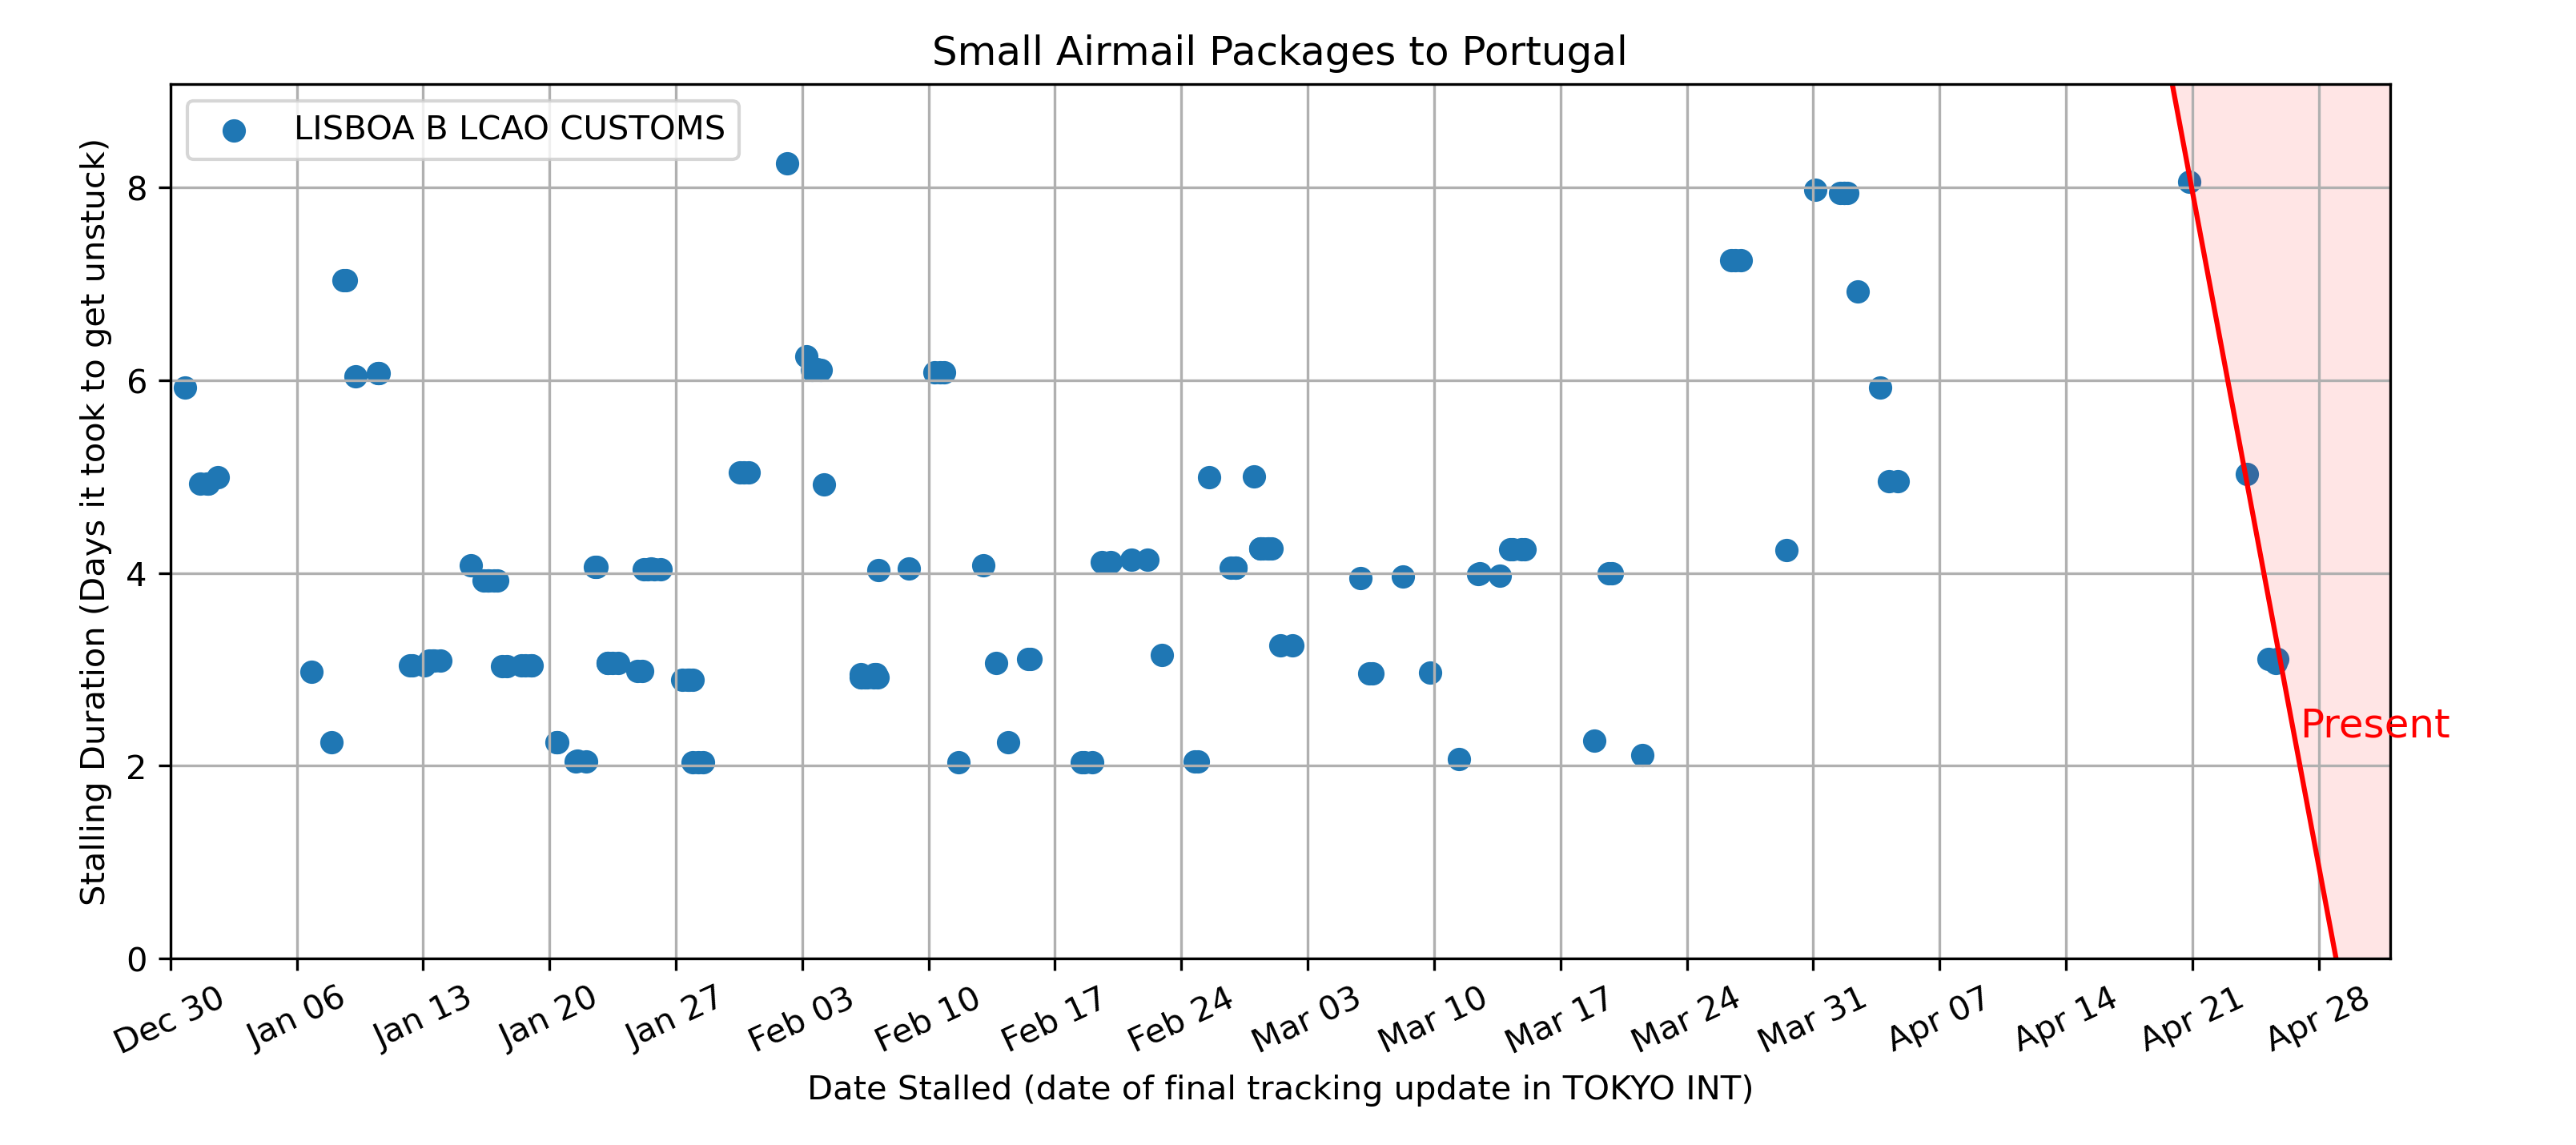 Small Airmail Packages to Portugal
LISBOA B LCAO CUSTOMS
Stalling Duration (Days it took to get unstuck)
8
6
4
2
0
Present
Dec 30
Jan 06
Jan 13
Jan 20
Jan 27
Feb 03
Feb 10
Feb 17
Feb 24
Mar 03
Mar 10
Mar 17
Mar 24
Mar 31
Apr 07
Apr 14
Apr 21
Apr 28
Date Stalled (date of final tracking update in TOKYO INT)